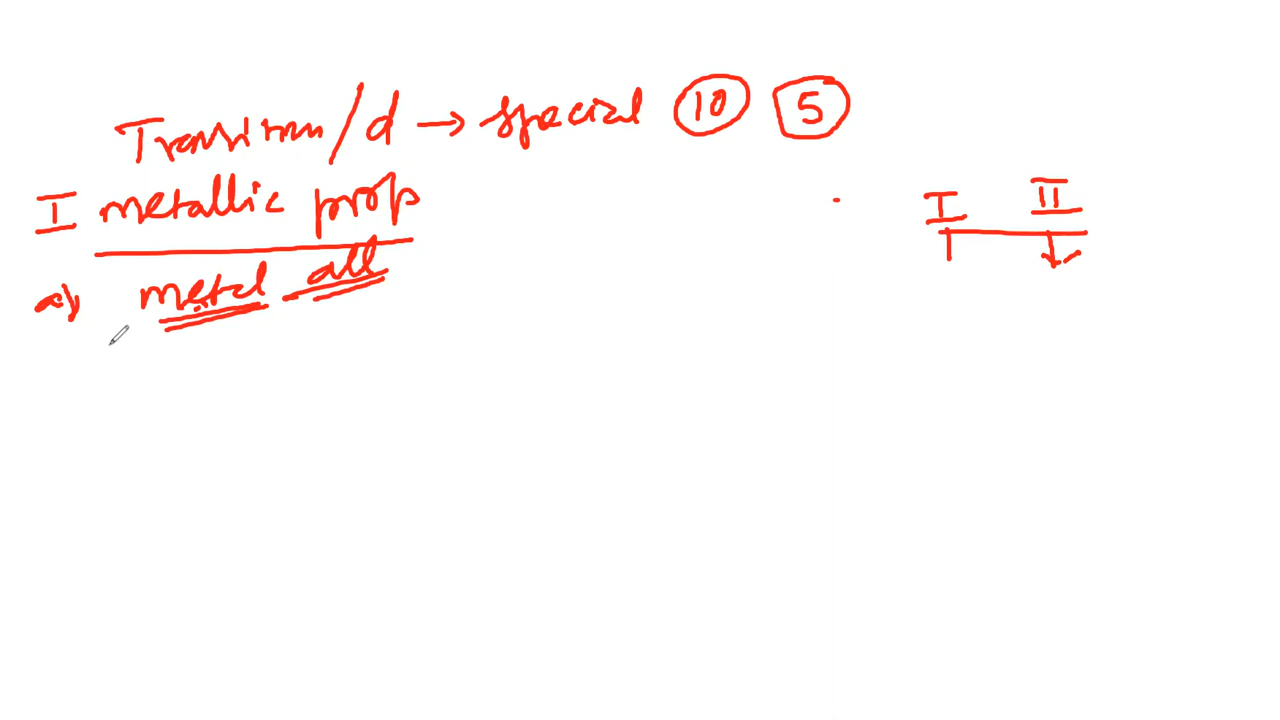 Transition/d → special 10 5
I metallic prop
I II
a) metal all